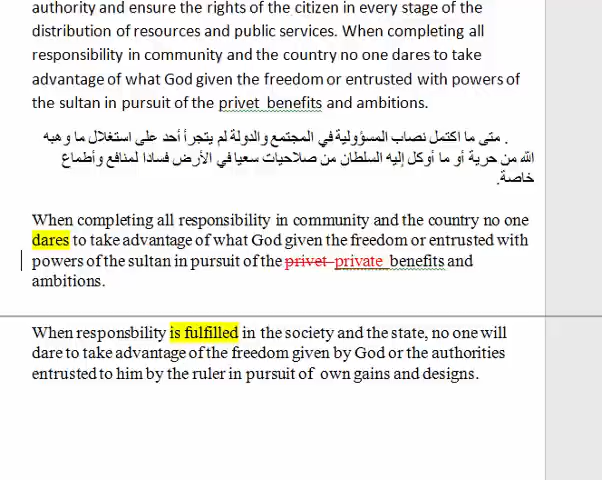 authority and ensure the rights of the citizen in every stage of the
distribution of resources and public services. When completing all
responsibility in community and the country no one dares to take
advantage of what God given the freedom or entrusted with powers of
the sultan in pursuit of the privet benefits and ambitions.
. متى ما اكتمل نصاب المسؤولية في المجتمع والدولة لم يتجرأ أحد على استغلال ما وهبه
الله من حرية أو ما أوكل إليه السلطان من صلاحيات سعيا في الأرض فسادا لمنافع وأطماع
خاصة.
When completing all responsibility in community and the country no one
dares to take advantage of what God given the freedom or entrusted with
powers of the sultan in pursuit of the privet private benefits and
ambitions.
When responsbility is fulfilled in the society and the state, no one will
dare to take advantage of the freedom given by God or the authorities
entrusted to him by the ruler in pursuit of own gains and designs.